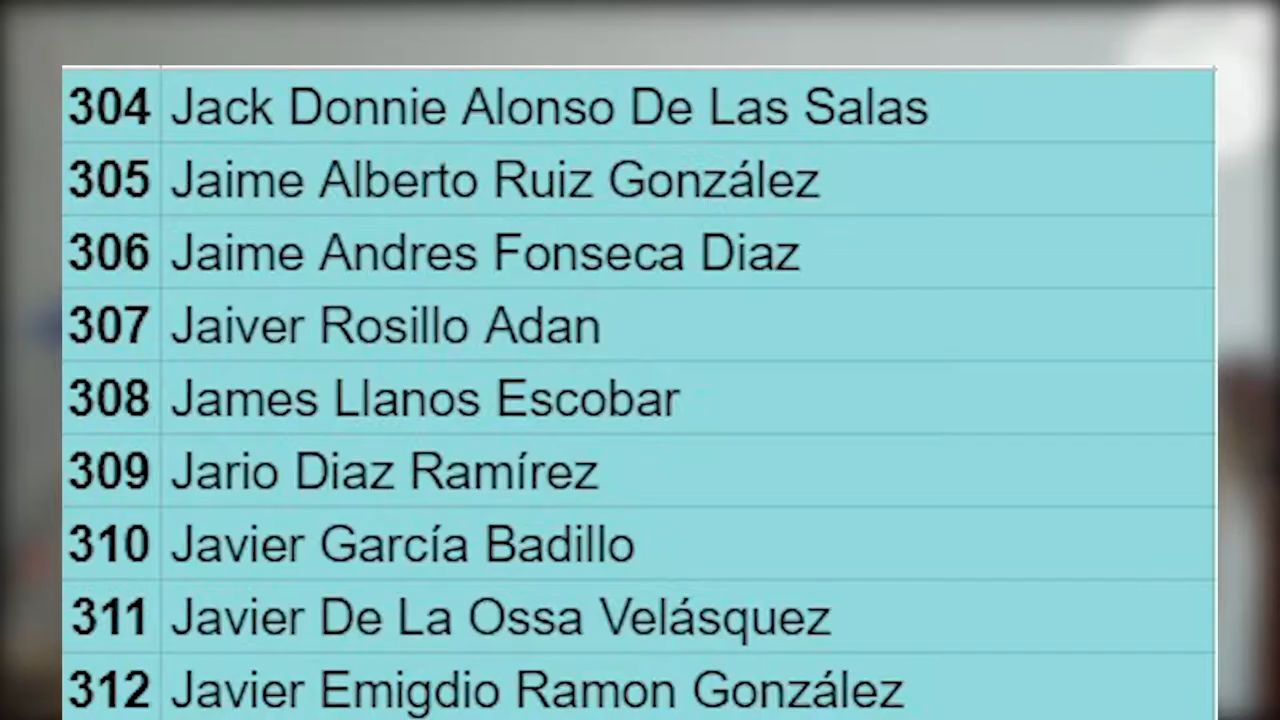 304 Jack Donnie Alonso De Las Salas
305 Jaime Alberto Ruiz González
306 Jaime Andres Fonseca Diaz
307 Jaiver Rosillo Adan
308 James Llanos Escobar
309 Jario Diaz Ramírez
310 Javier García Badillo
311 Javier De La Ossa Velásquez
312 Javier Emigdio Ramon González